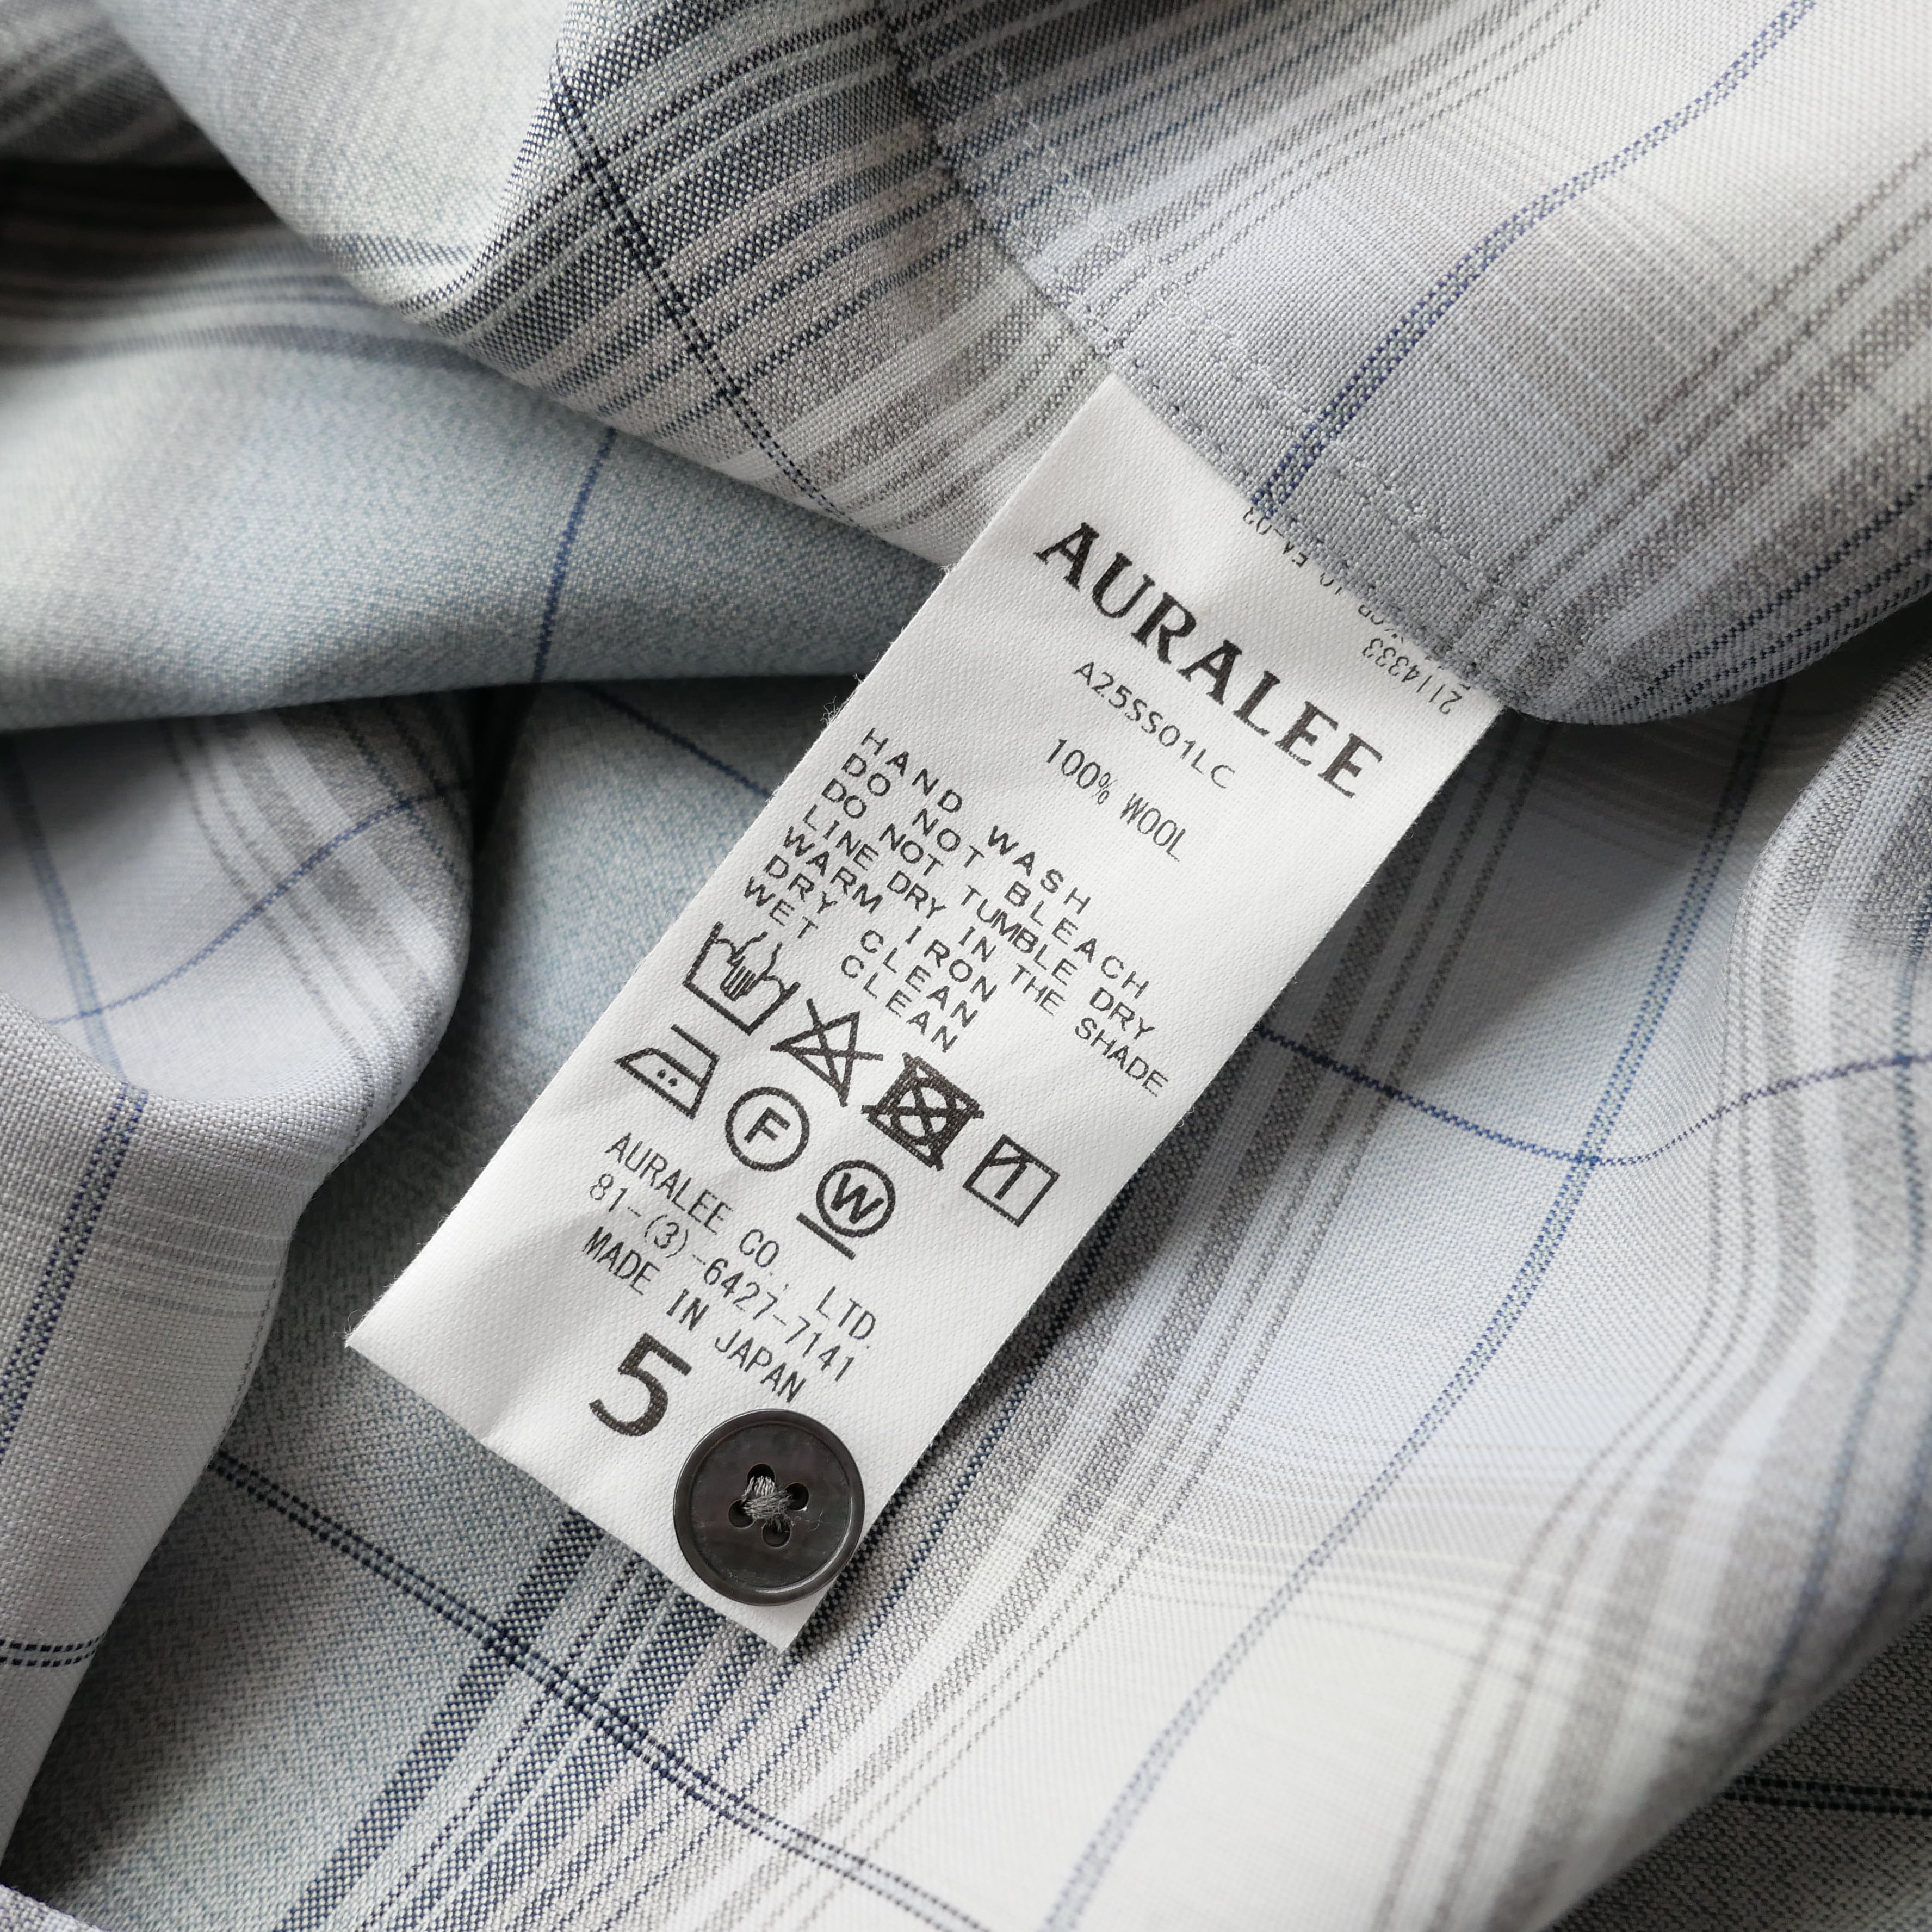 AURALEE
A25SS01LC
100% WOOL
HAND WASH
DO NOT BLEACH
DO NOT TUMBLE DRY
LINE DRY IN THE SHADE
WARM IRON
DRY CLEAN
WET CLEAN
F
W
AURALEE CO., LTD.
81-(3)-6427-7141
MADE IN JAPAN
5
2114333